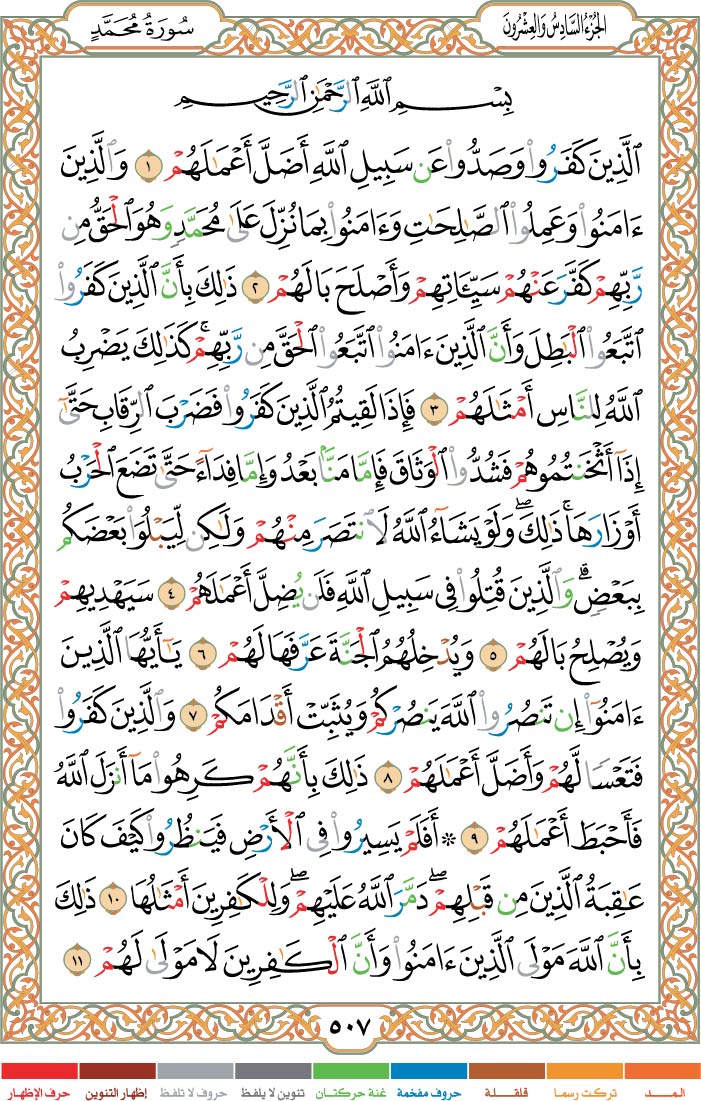 الجُزْءُ السَّادِسُ وَالعِشْرُونَ
سُورَةُ مُحَمَّدٍ
بِسْمِ ٱللَّهِ ٱلرَّحْمَٰنِ ٱلرَّحِيمِ
ٱلَّذِينَ كَفَرُوا۟ وَصَدُّوا۟ عَن سَبِيلِ ٱللَّهِ أَضَلَّ أَعْمَٰلَهُمْ ١ وَٱلَّذِينَ
ءَامَنُوا۟ وَعَمِلُوا۟ ٱلصَّٰلِحَٰتِ وَءَامَنُوا۟ بِمَا نُزِّلَ عَلَىٰ مُحَمَّدٍ وَهُوَ ٱلْحَقُّ مِن
رَّبِّهِمْ كَفَّرَ عَنْهُمْ سَيِّـَٔاتِهِمْ وَأَصْلَحَ بَالَهُمْ ٢ ذَٰلِكَ بِأَنَّ ٱلَّذِينَ كَفَرُوا۟
ٱتَّبَعُوا۟ ٱلْبَٰطِلَ وَأَنَّ ٱلَّذِينَ ءَامَنُوا۟ ٱتَّبَعُوا۟ ٱلْحَقَّ مِن رَّبِّهِمْ ۚ كَذَٰلِكَ يَضْرِبُ
ٱللَّهُ لِلنَّاسِ أَمْثَٰلَهُمْ ٣ فَإِذَا لَقِيتُمُ ٱلَّذِينَ كَفَرُوا۟ فَضَرْبَ ٱلرِّقَابِ حَتَّىٰٓ
إِذَآ أَثْخَنتُمُوهُمْ فَشُدُّوا۟ ٱلْوَثَاقَ فَإِمَّا مَنًّۢا بَعْدُ وَإِمَّا فِدَآءً حَتَّىٰ تَضَعَ ٱلْحَرْبُ
أَوْزَارَهَا ۚ ذَٰلِكَ ۖ وَلَوْ يَشَآءُ ٱللَّهُ لَٱنتَصَرَ مِنْهُمْ وَلَٰكِن لِّيَبْلُوَا۟ بَعْضَكُم
بِبَعْضٍ ۗ وَٱلَّذِينَ قُتِلُوا۟ فِى سَبِيلِ ٱللَّهِ فَلَن يُضِلَّ أَعْمَٰلَهُمْ ٤ سَيَهْدِيهِمْ
وَيُصْلِحُ بَالَهُمْ ٥ وَيُدْخِلُهُمُ ٱلْجَنَّةَ عَرَّفَهَا لَهُمْ ٦ يَٰٓأَيُّهَا ٱلَّذِينَ
ءَامَنُوٓا۟ إِن تَنصُرُوا۟ ٱللَّهَ يَنصُرْكُمْ وَيُثَبِّتْ أَقْدَامَكُمْ ٧ وَٱلَّذِينَ كَفَرُوا۟
فَتَعْسًا لَّهُمْ وَأَضَلَّ أَعْمَٰلَهُمْ ٨ ذَٰلِكَ بِأَنَّهُمْ كَرِهُوا۟ مَآ أَنزَلَ ٱللَّهُ
فَأَحْبَطَ أَعْمَٰلَهُمْ ٩ ۞ أَفَلَمْ يَسِيرُوا۟ فِى ٱلْأَرْضِ فَيَنظُرُوا۟ كَيْفَ كَانَ
عَٰقِبَةُ ٱلَّذِينَ مِن قَبْلِهِمْ ۖ دَمَّرَ ٱللَّهُ عَلَيْهِمْ ۖ وَلِلْكَٰفِرِينَ أَمْثَٰلُهَا ١٠ ذَٰلِكَ
بِأَنَّ ٱللَّهَ مَوْلَى ٱلَّذِينَ ءَامَنُوا۟ وَأَنَّ ٱلْكَٰفِرِينَ لَا مَوْلَىٰ لَهُمْ ١١
٥٠٧
المــد تركت رسما قلقلة حروف مفخمة غنة حركتان تنوين لا يلفظ حروف لا تلفظ إظهار التنوين حرف الإظهار